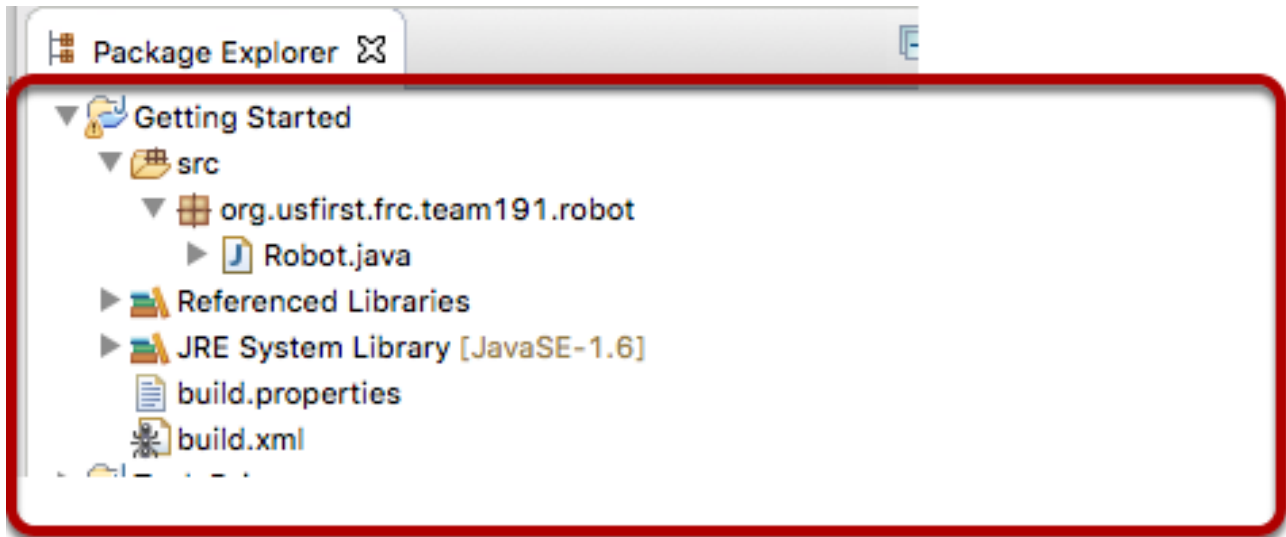 Package Explorer
Getting Started
src
org.usfirst.frc.team191.robot
Robot.java
Referenced Libraries
JRE System Library [JavaSE-1.6]
build.properties
build.xml